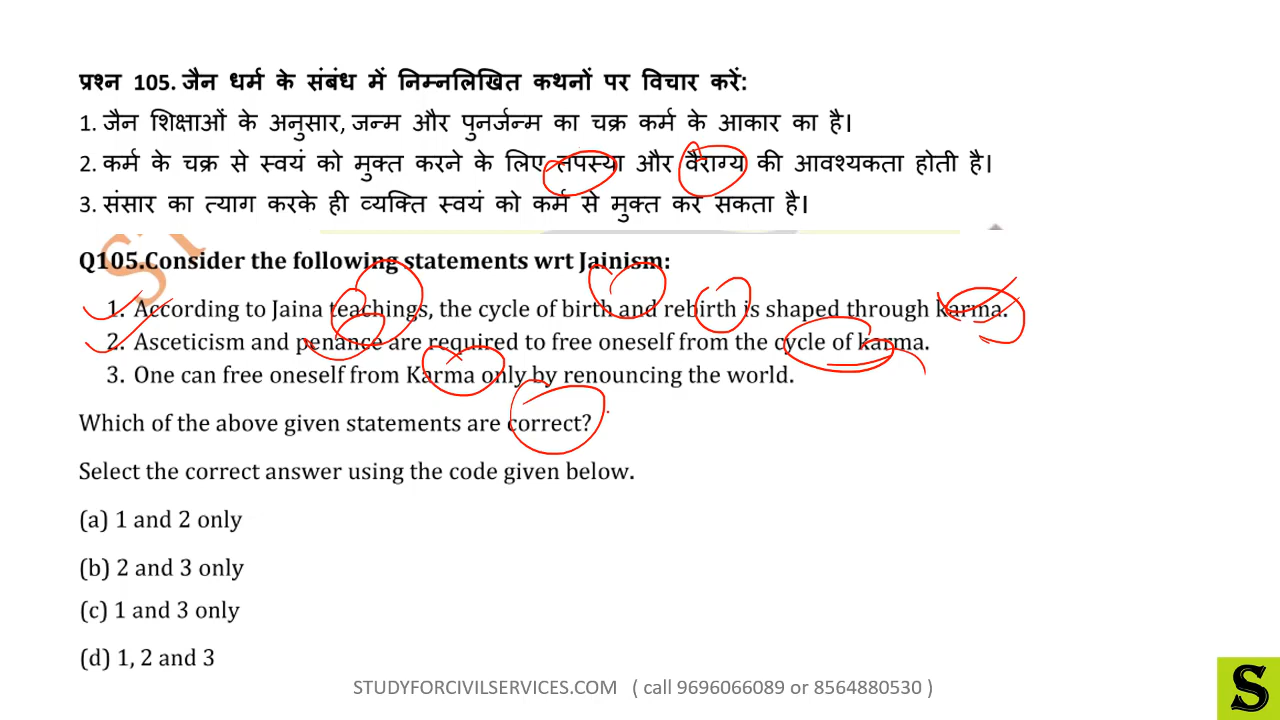 प्रश्न 105. जैन धर्म के संबंध में निम्नलिखित कथनों पर विचार करें:
1. जैन शिक्षाओं के अनुसार, जन्म और पुनर्जन्म का चक्र कर्म के आकार का है।
2. कर्म के चक्र से स्वयं को मुक्त करने के लिए तपस्या और वैराग्य की आवश्यकता होती है।
3. संसार का त्याग करके ही व्यक्ति स्वयं को कर्म से मुक्त कर सकता है।
Q105.Consider the following statements wrt Jainism:
1. According to Jaina teachings, the cycle of birth and rebirth is shaped through karma.
2. Asceticism and penance are required to free oneself from the cycle of karma.
3. One can free oneself from Karma only by renouncing the world.
Which of the above given statements are correct?
Select the correct answer using the code given below.
(a) 1 and 2 only
(b) 2 and 3 only
(c) 1 and 3 only
(d) 1, 2 and 3
STUDYFORCIVILSERVICES.COM ( call 9696066089 or 8564880530 )
S